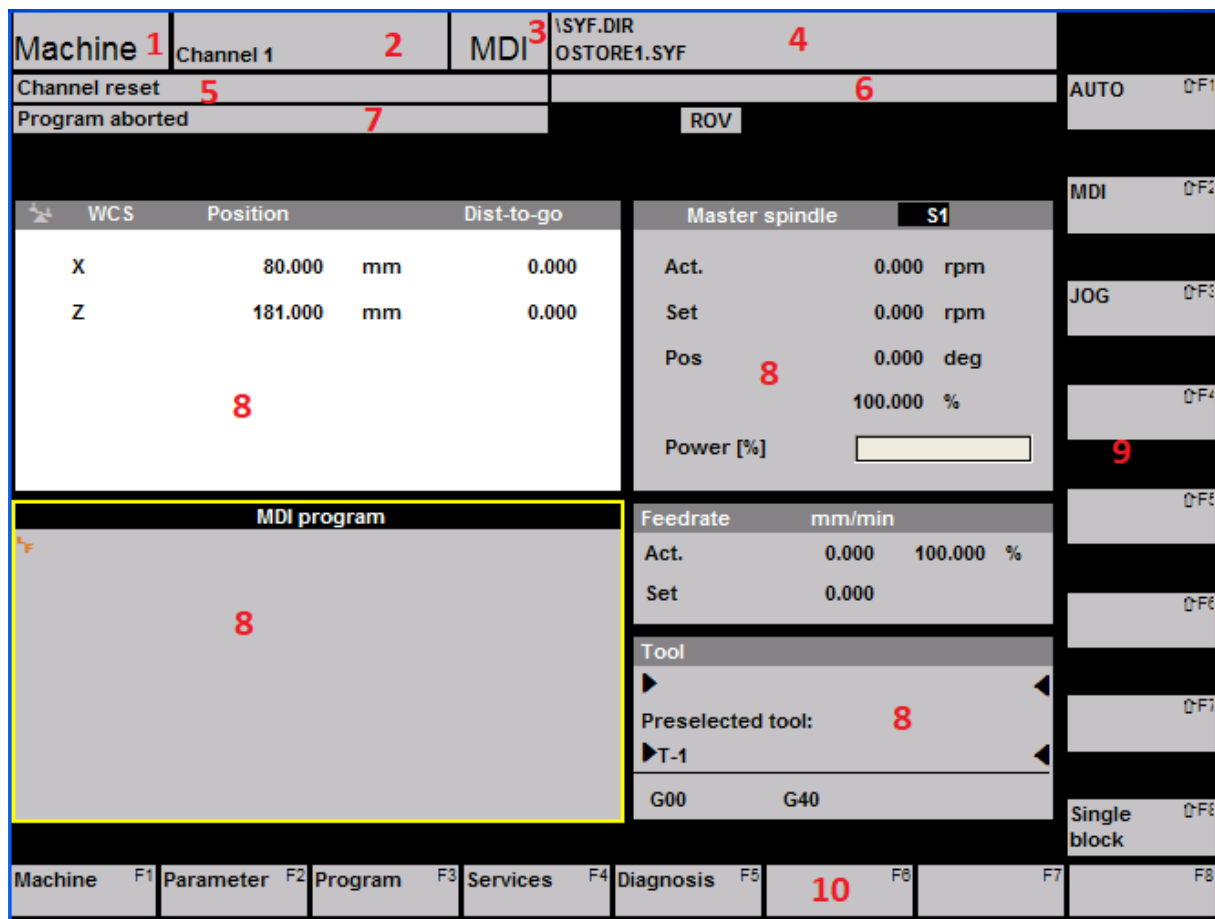 Machine 1 Channel 1 2 MDI 3 \SYF.DIR
OSTORE1.SYF 4
Channel reset 5 6
Program aborted 7 ROV
AUTO ⇧F1
MDI ⇧F2
JOG ⇧F3
⇧F4
9
⇧F5
⇧F6
⇧F7
Single ⇧F8
block
WCS Position Dist-to-go
X 80.000 mm 0.000
Z 181.000 mm 0.000
8
Master spindle S1
Act. 0.000 rpm
Set 0.000 rpm
Pos 0.000 deg
8
100.000 %
Power [%]
MDI program
LF
8
Feedrate mm/min
Act. 0.000 100.000 %
Set 0.000
Tool
Preselected tool: 8
T-1
G00 G40
Machine F1 Parameter F2 Program F3 Services F4 Diagnosis F5 10 F6 F7 F8